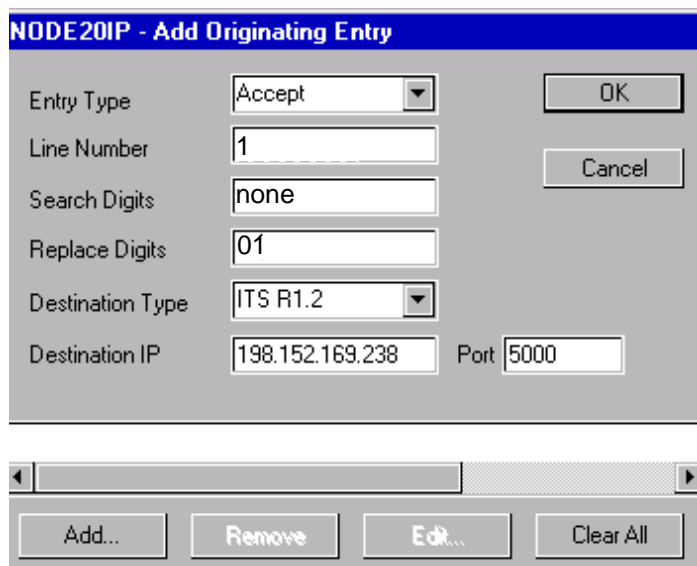 NODE20IP - Add Originating Entry
Entry Type Accept OK
Line Number 1
Cancel
Search Digits none
Replace Digits 01
Destination Type ITS R1.2
Destination IP 198.152.169.238 Port 5000
Add... Remove Edit... Clear All